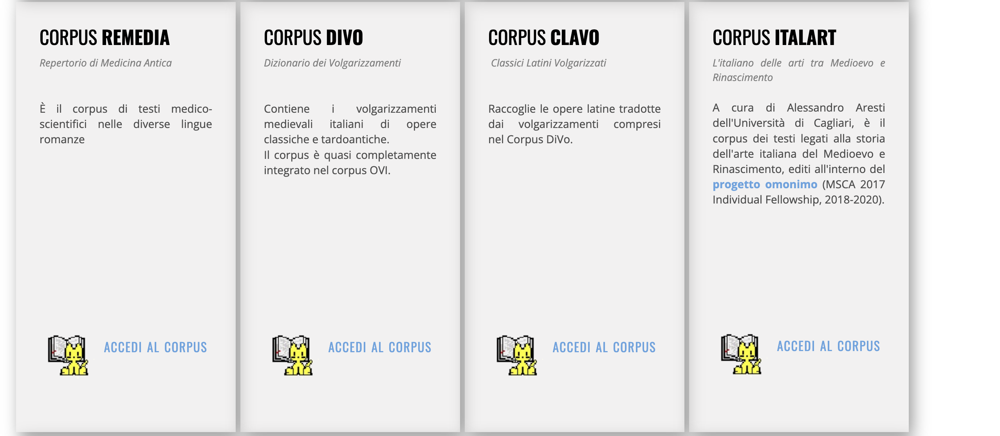 CORPUS REMEDIA
Repertorio di Medicina Antica
È il corpus di testi medico-
scientifici nelle diverse lingue
romanze
ACCEDI AL CORPUS
CORPUS DIVO
Dizionario dei Volgarizzamenti
Contiene i volgarizzamenti
medievali italiani di opere
classiche e tardoantiche.
Il corpus è quasi completamente
integrato nel corpus OVI.
ACCEDI AL CORPUS
CORPUS CLAVO
Classici Latini Volgarizzati
Raccoglie le opere latine tradotte
dai volgarizzamenti compresi
nel Corpus DiVo.
ACCEDI AL CORPUS
CORPUS ITALART
L'italiano delle arti tra Medioevo e
Rinascimento
A cura di Alessandro Aresti
dell'Università di Cagliari, è il
corpus dei testi legati alla storia
dell'arte italiana del Medioevo e
Rinascimento, editi all'interno del
progetto omonimo (MSCA 2017
Individual Fellowship, 2018-2020).
ACCEDI AL CORPUS